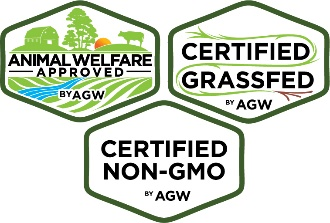 ANIMAL WELFARE
APPROVED
BY AGW
CERTIFIED
GRASSFED
BY AGW
CERTIFIED
NON-GMO
BY AGW